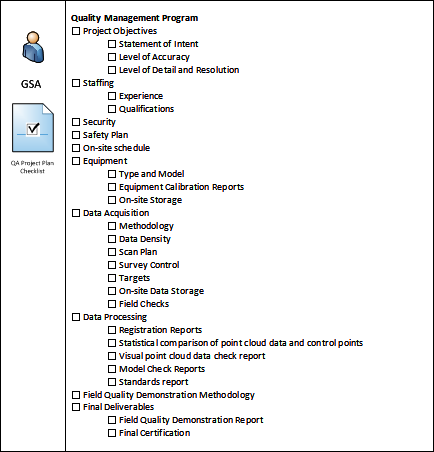 GSA
QA Project Plan
Checklist
Quality Management Program
Project Objectives
Statement of Intent
Level of Accuracy
Level of Detail and Resolution
Staffing
Experience
Qualifications
Security
Safety Plan
On-site schedule
Equipment
Type and Model
Equipment Calibration Reports
On-site Storage
Data Acquisition
Methodology
Data Density
Scan Plan
Survey Control
Targets
On-site Data Storage
Field Checks
Data Processing
Registration Reports
Statistical comparison of point cloud data and control points
Visual point cloud data check report
Model Check Reports
Standards report
Field Quality Demonstration Methodology
Final Deliverables
Field Quality Demonstration Report
Final Certification